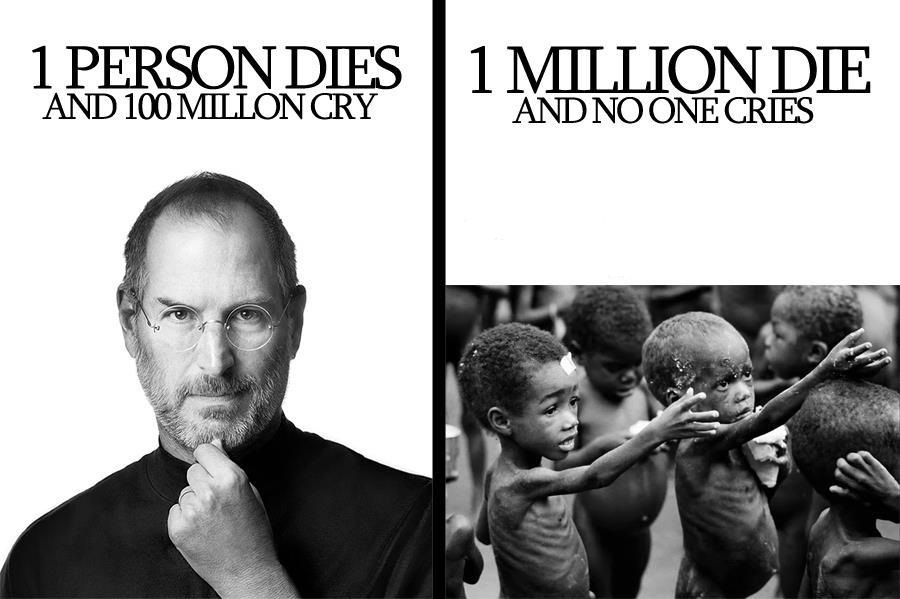 1 PERSON DIES
AND 100 MILLON CRY
1 MILLION DIE
AND NO ONE CRIES